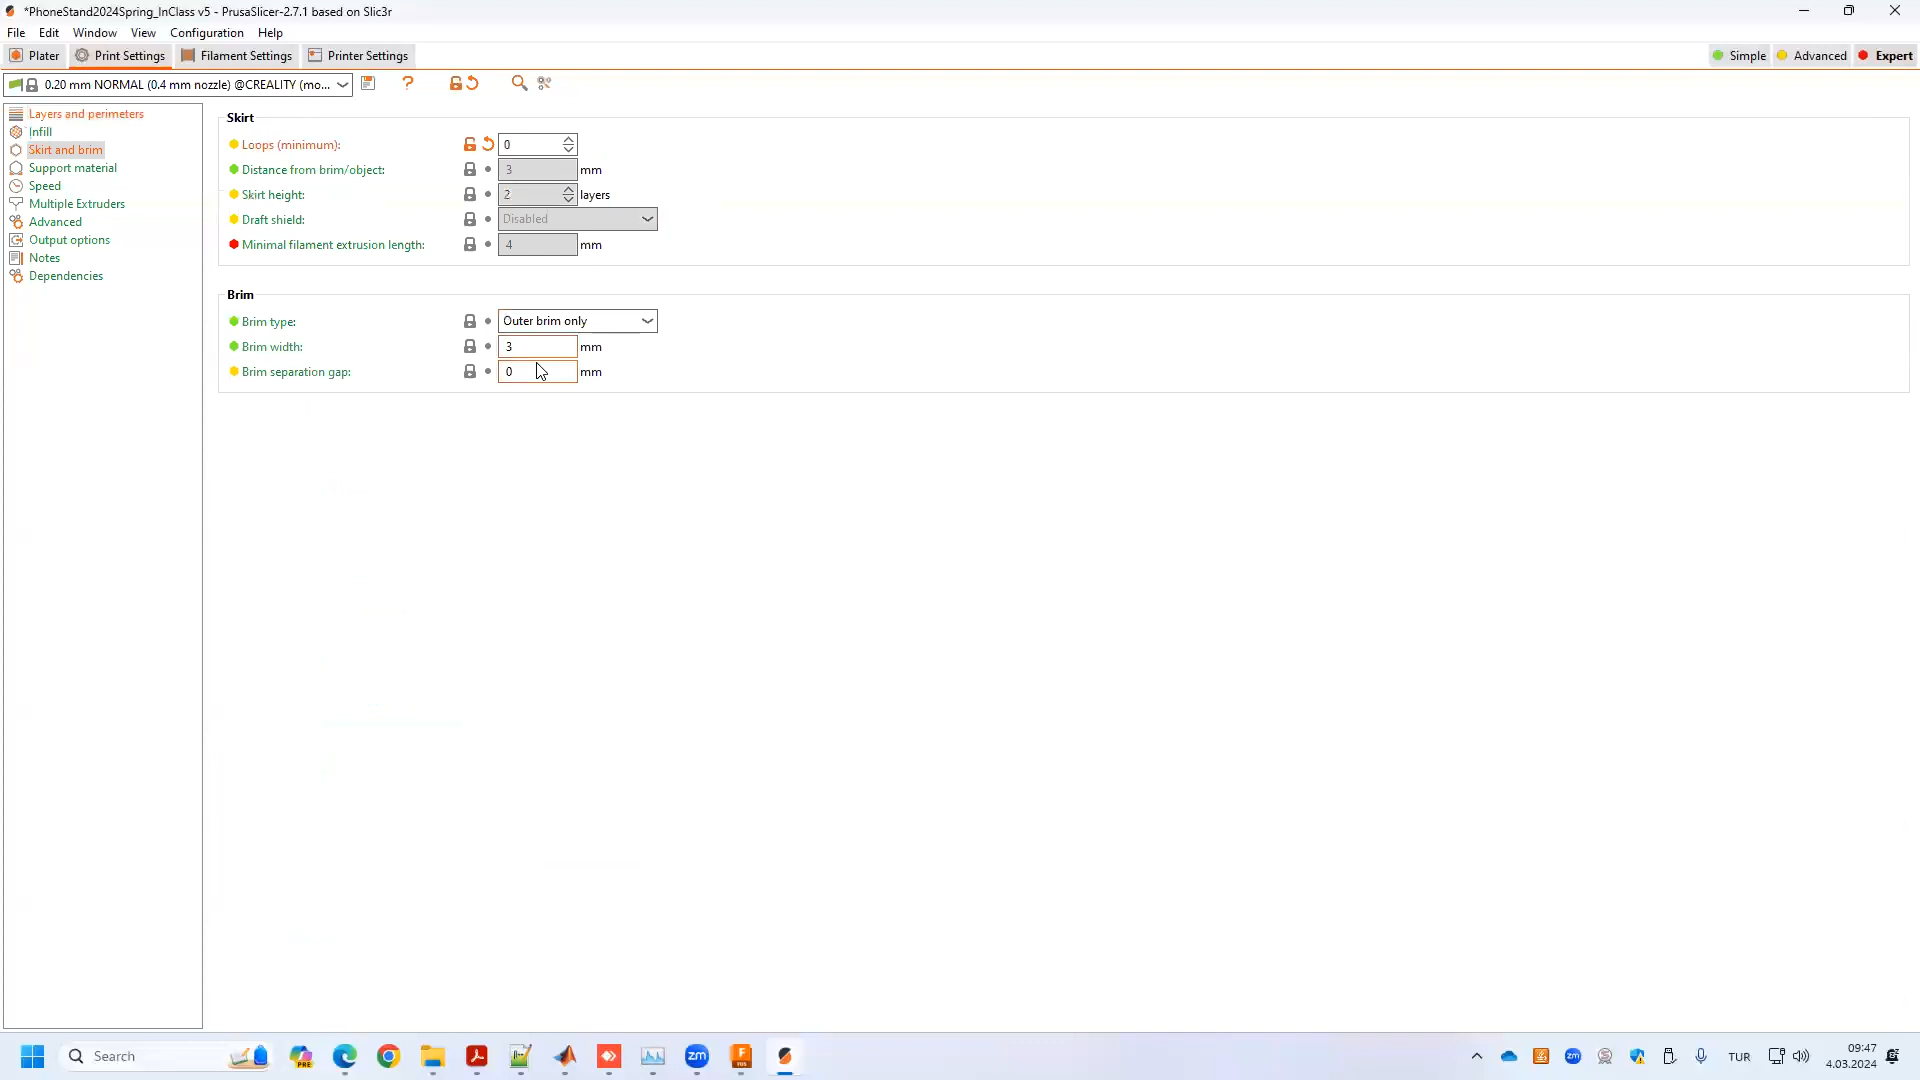 *PhoneStand2024Spring_InClass v5 - PrusaSlicer-2.7.1 based on Slic3r
File Edit Window View Configuration Help
Plater Print Settings Filament Settings Printer Settings Simple Advanced Expert
0.20 mm NORMAL (0.4 mm nozzle) @CREALITY (mo...
Layers and perimeters
Infill
Skirt and brim
Support material
Speed
Multiple Extruders
Advanced
Output options
Notes
Dependencies
Skirt
Loops (minimum): 0
Distance from brim/object: 3 mm
Skirt height: 2 layers
Draft shield: Disabled
Minimal filament extrusion length: 4 mm
Brim
Brim type: Outer brim only
Brim width: 3 mm
Brim separation gap: 0 mm
Search
PRE
zm
F
FUS
zm
TUR
09:47
4.03.2024